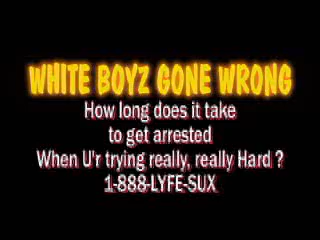 WHITE BOYZ GONE WRONG
How long does it take
to get arrested
When U'r trying really, really Hard ?
1-888-LYFE-SUX